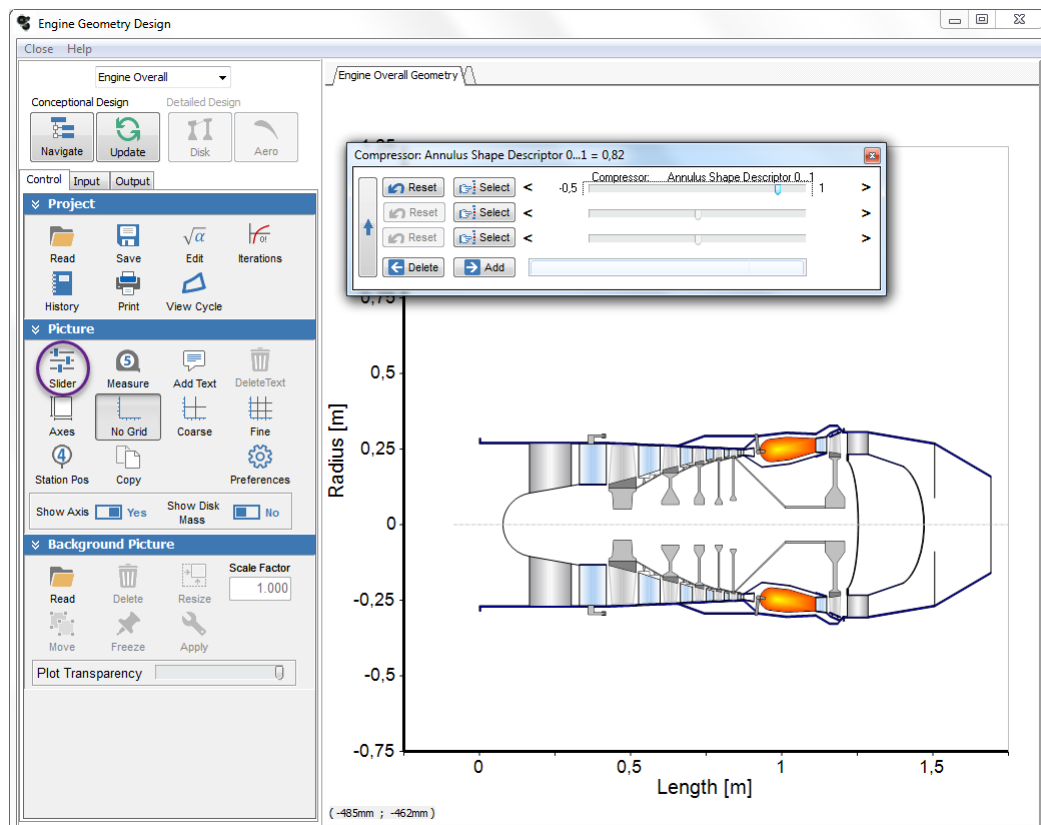 Engine Geometry Design
Close Help
Engine Overall
Conceptional Design Detailed Design
Navigate Update Disk Aero
Control Input Output
Project
Read Save Edit Iterations
History Print View Cycle
Picture
Slider Measure Add Text DeleteText
Axes No Grid Coarse Fine
Station Pos Copy Preferences
Show Axis Yes Show Disk Mass No
Background Picture
Read Delete Resize Scale Factor
1.000
Move Freeze Apply
Plot Transparency
Engine Overall Geometry
Compressor: Annulus Shape Descriptor 0...1 = 0,82
Reset Select < -0,5 Compressor: Annulus Shape Descriptor 0...1 1 >
Reset Select < >
Reset Select < >
Delete Add
0,75
0,5
0,25
0
-0,25
-0,5
-0,75
Radius [m]
0 0,5 1 1,5
Length [m]
(-485mm ; -462mm)